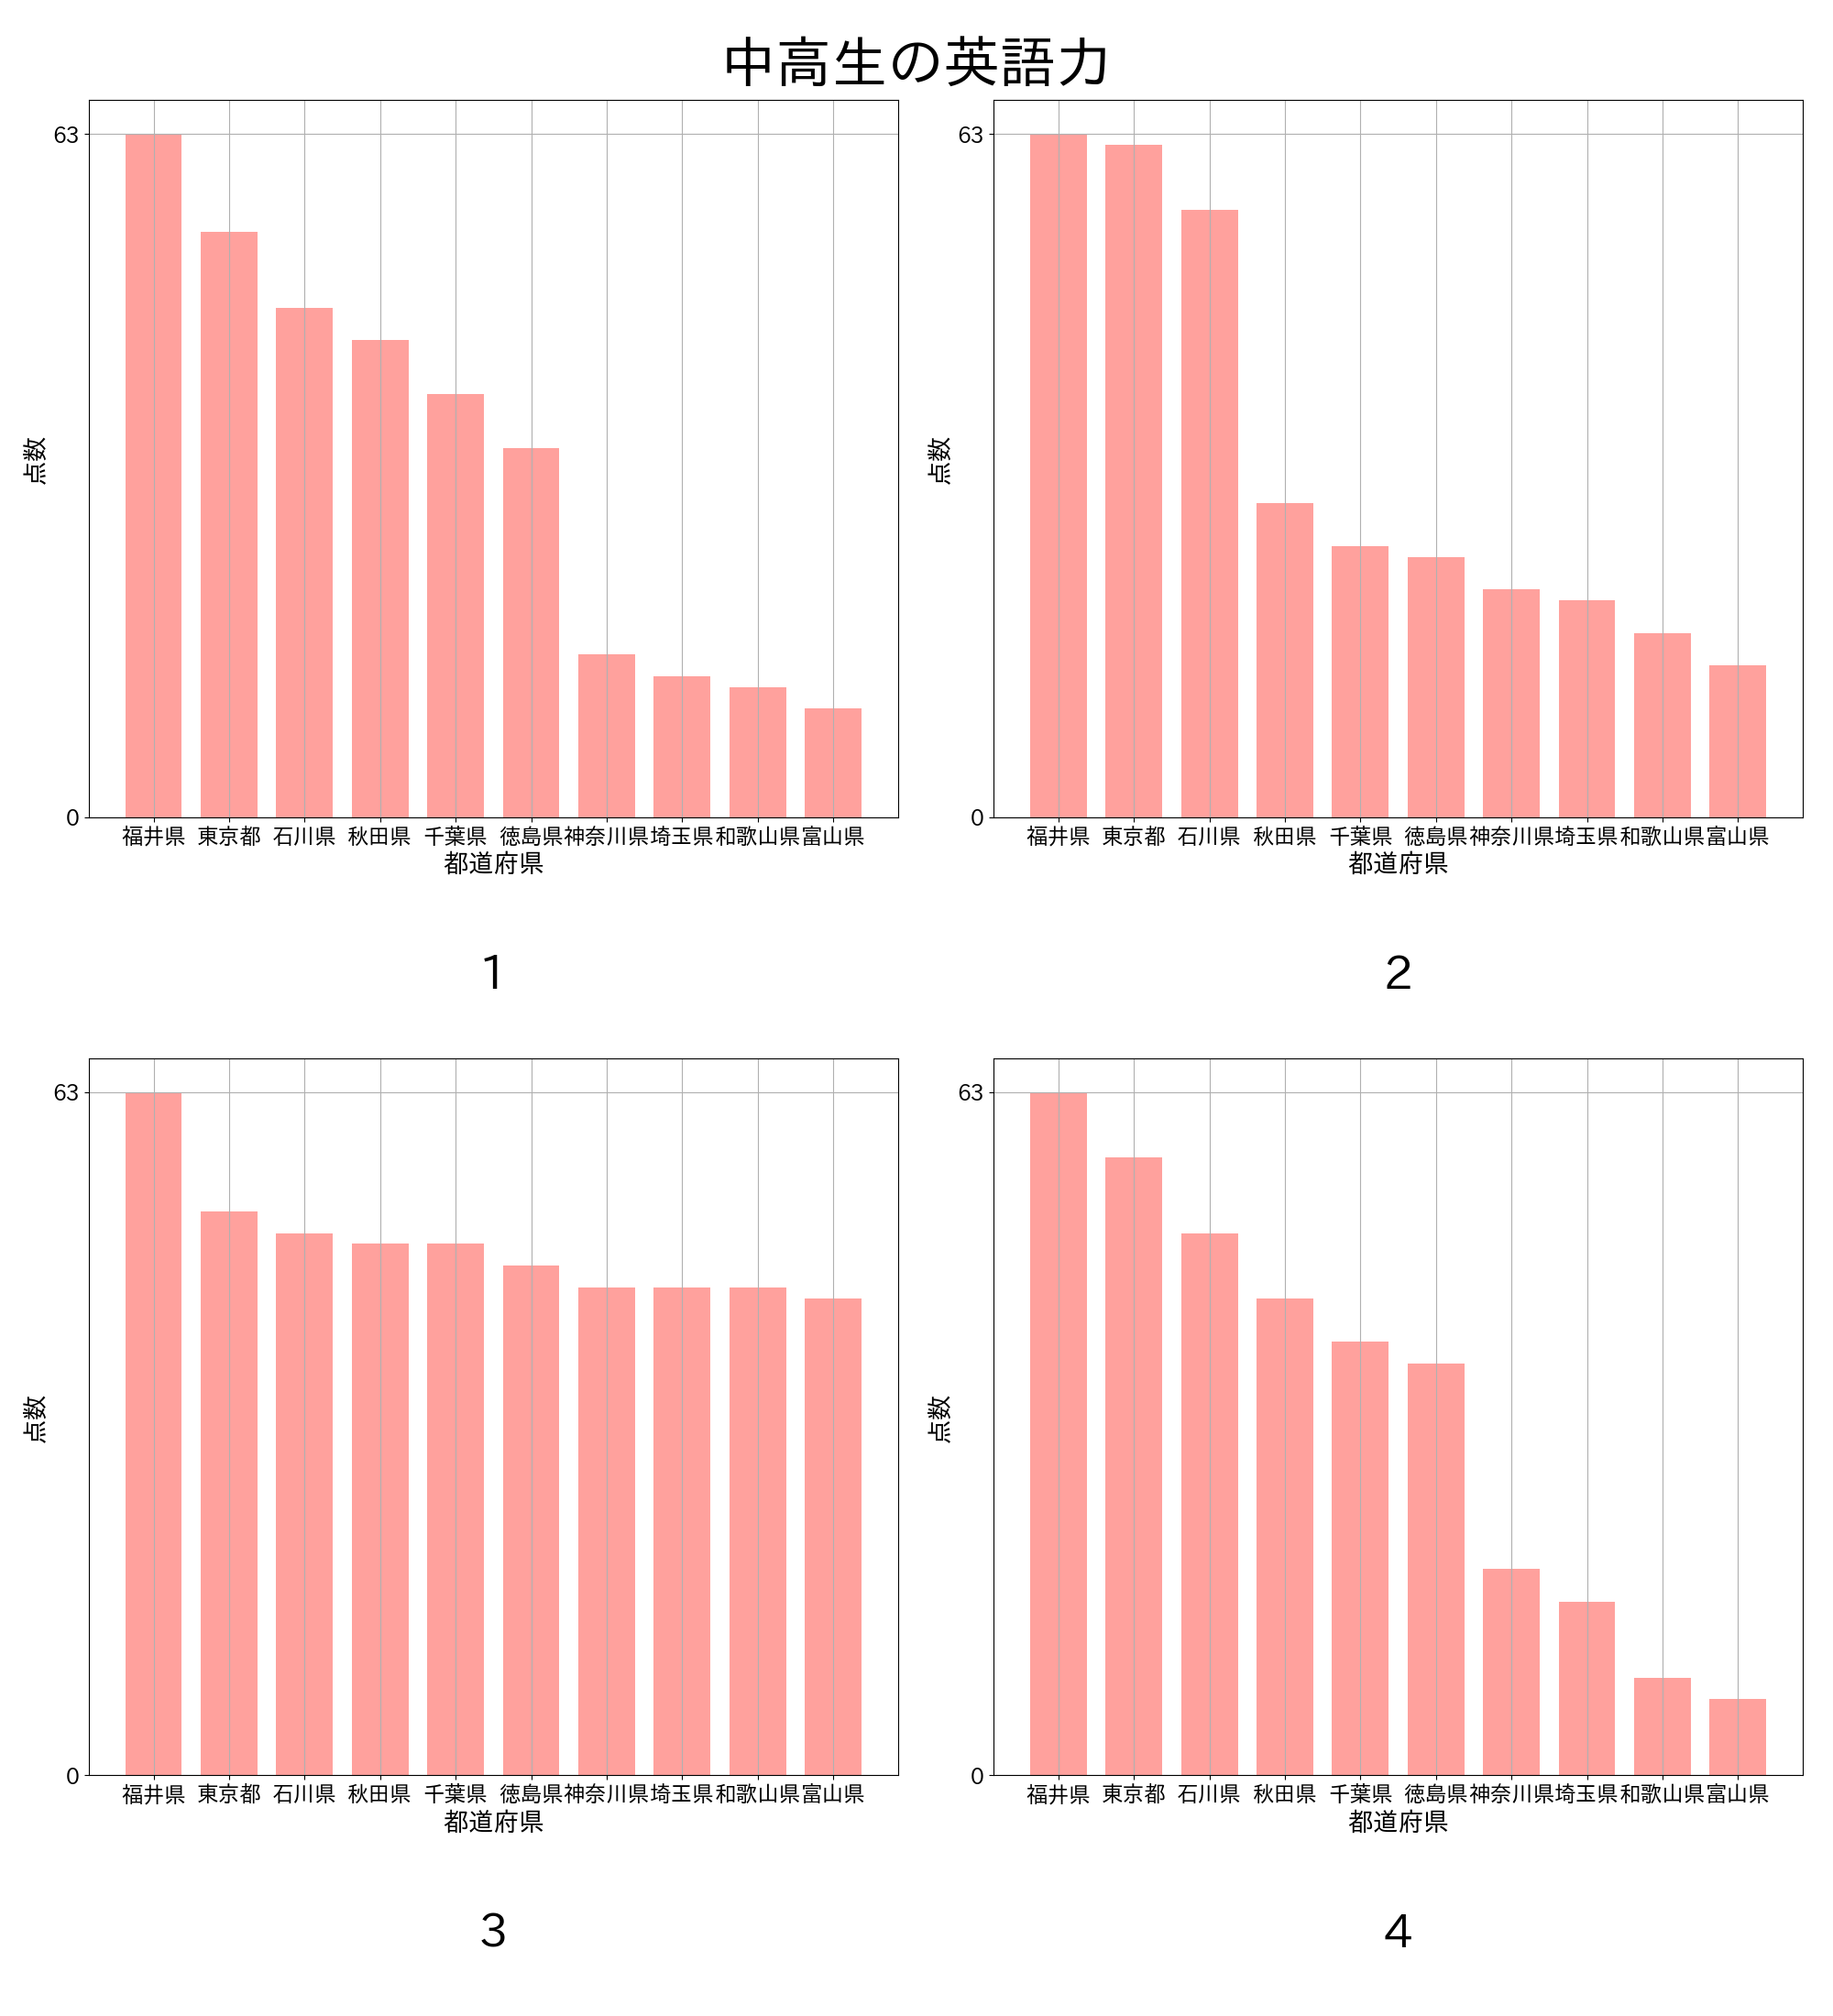 中高生の英語力
63
点数
0
福井県 東京都 石川県 秋田県 千葉県 徳島県 神奈川県 埼玉県 和歌山県 富山県
都道府県
1
63
点数
0
福井県 東京都 石川県 秋田県 千葉県 徳島県 神奈川県 埼玉県 和歌山県 富山県
都道府県
2
63
点数
0
福井県 東京都 石川県 秋田県 千葉県 徳島県 神奈川県 埼玉県 和歌山県 富山県
都道府県
3
63
点数
0
福井県 東京都 石川県 秋田県 千葉県 徳島県 神奈川県 埼玉県 和歌山県 富山県
都道府県
4